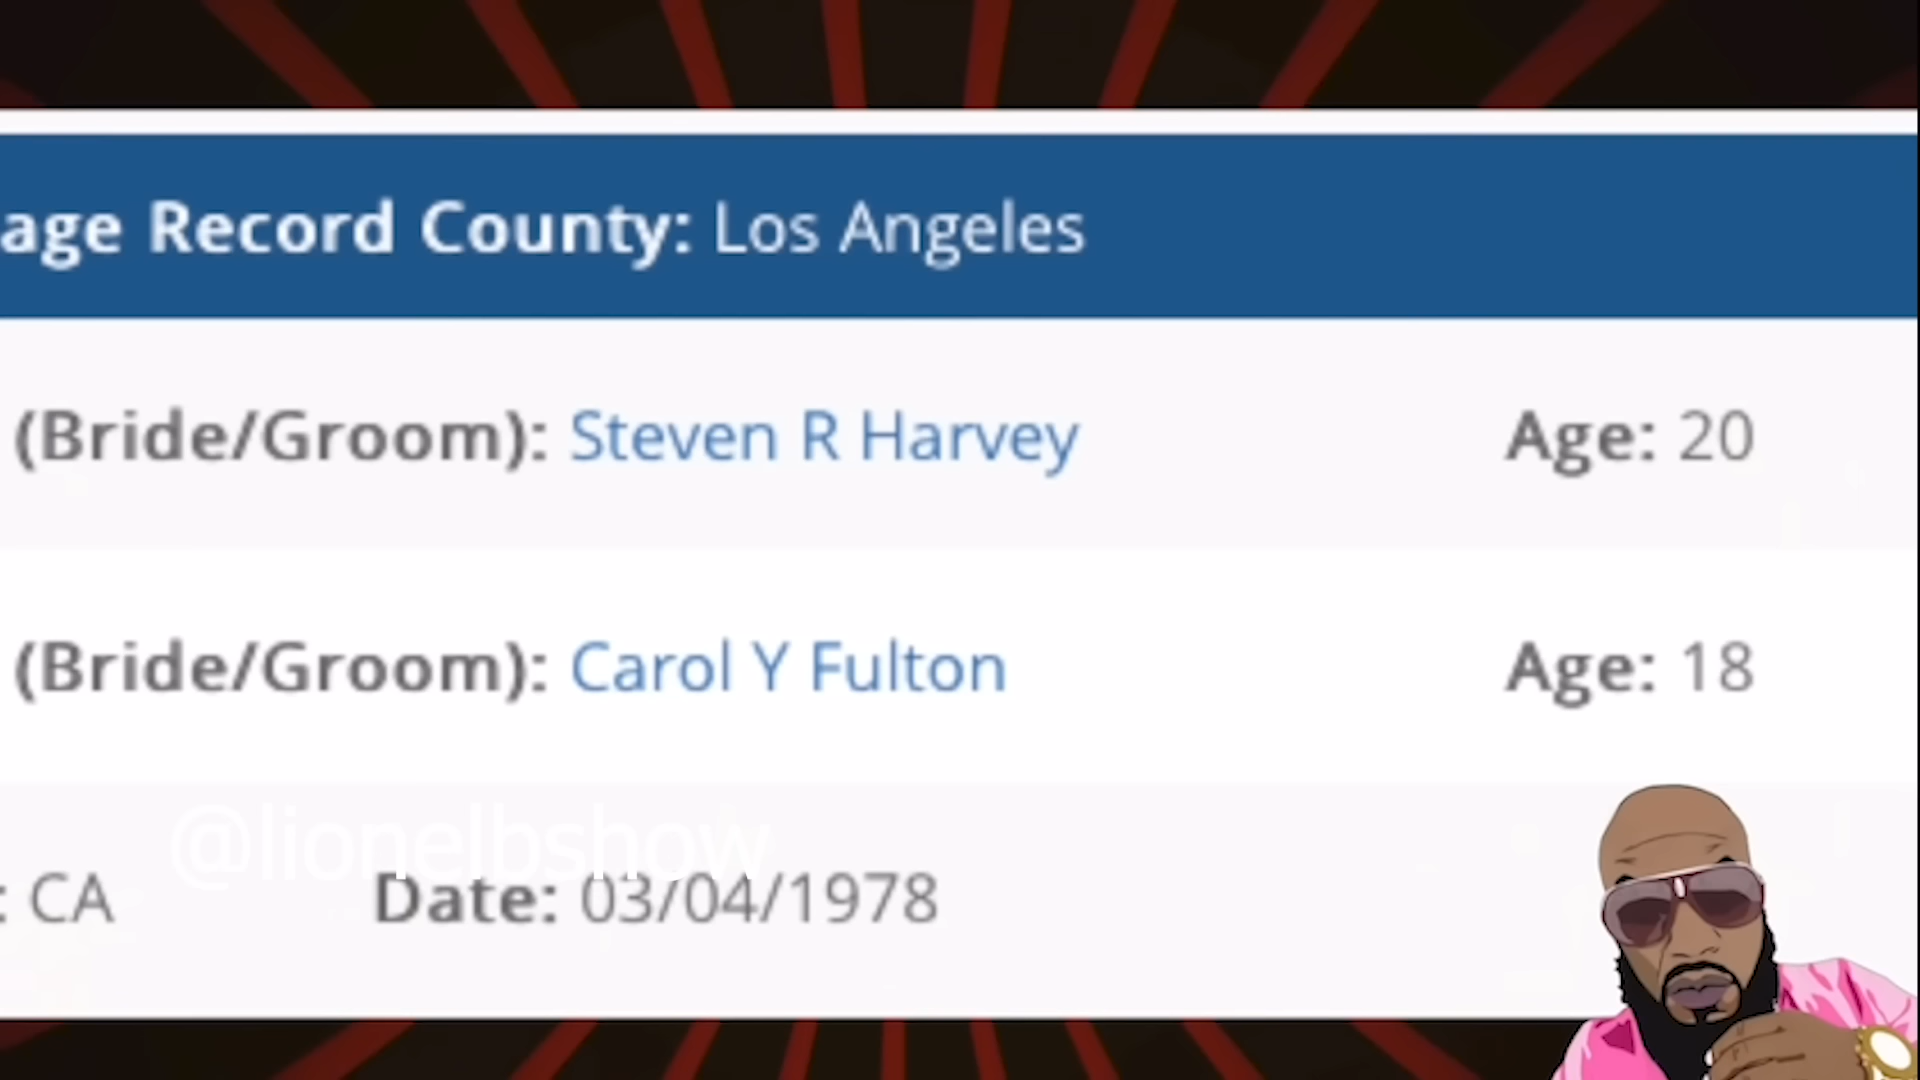 age Record County: Los Angeles
(Bride/Groom): Steven R Harvey Age: 20
(Bride/Groom): Carol Y Fulton Age: 18
@lionelbshow
: CA Date: 03/04/1978